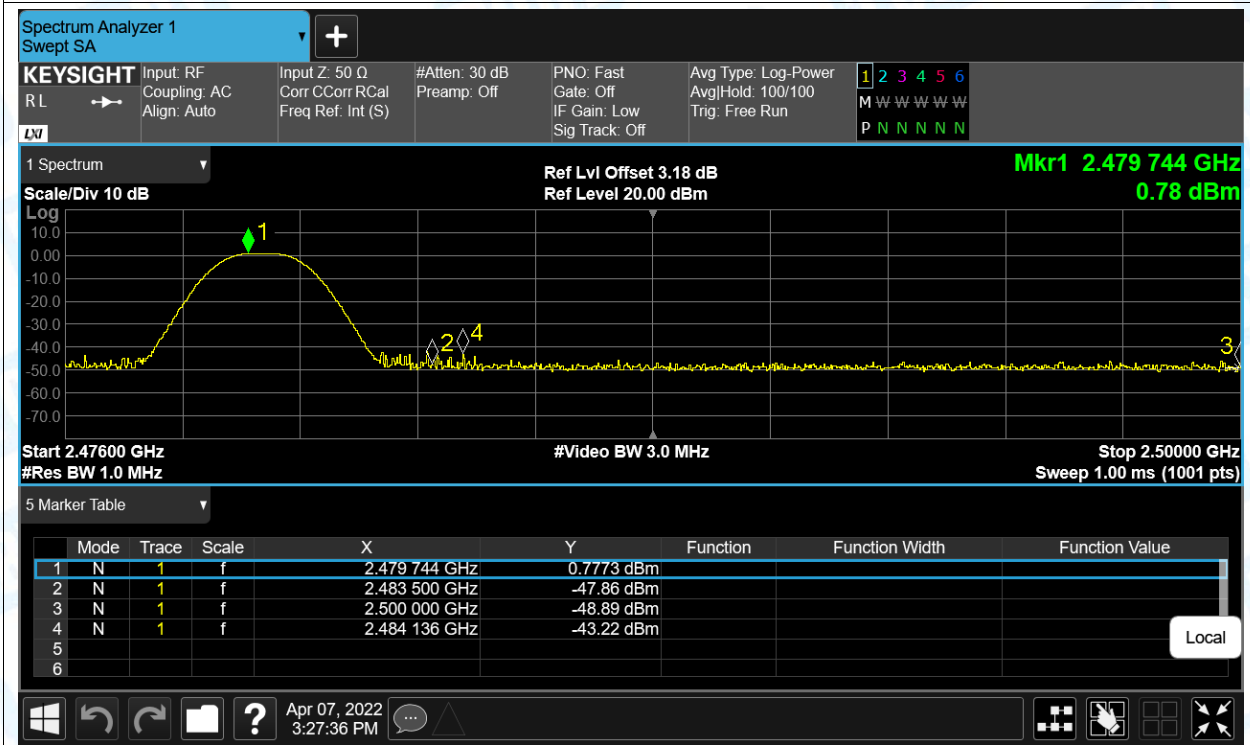 Spectrum Analyzer 1
Swept SA
KEYSIGHT
R L
LXI
Input: RF
Coupling: AC
Align: Auto
Input Z: 50 Ω
Corr CCorr RCal
Freq Ref: Int (S)
#Atten: 30 dB
Preamp: Off
PNO: Fast
Gate: Off
IF Gain: Low
Sig Track: Off
Avg Type: Log-Power
Avg|Hold: 100/100
Trig: Free Run
1 2 3 4 5 6
M W W W W W
P N N N N N
1 Spectrum
Scale/Div 10 dB
Ref Lvl Offset 3.18 dB
Ref Level 20.00 dBm
Mkr1 2.479 744 GHz
0.78 dBm
Log
10.0
0.00
-10.0
-20.0
-30.0
-40.0
-50.0
-60.0
-70.0
1
2
4
3
Start 2.47600 GHz
#Res BW 1.0 MHz
#Video BW 3.0 MHz
Stop 2.50000 GHz
Sweep 1.00 ms (1001 pts)
5 Marker Table
Mode Trace Scale X Y Function Function Width Function Value
1 N 1 f 2.479 744 GHz 0.7773 dBm
2 N 1 f 2.483 500 GHz -47.86 dBm
3 N 1 f 2.500 000 GHz -48.89 dBm
4 N 1 f 2.484 136 GHz -43.22 dBm
5
6
Local
?
Apr 07, 2022
3:27:36 PM